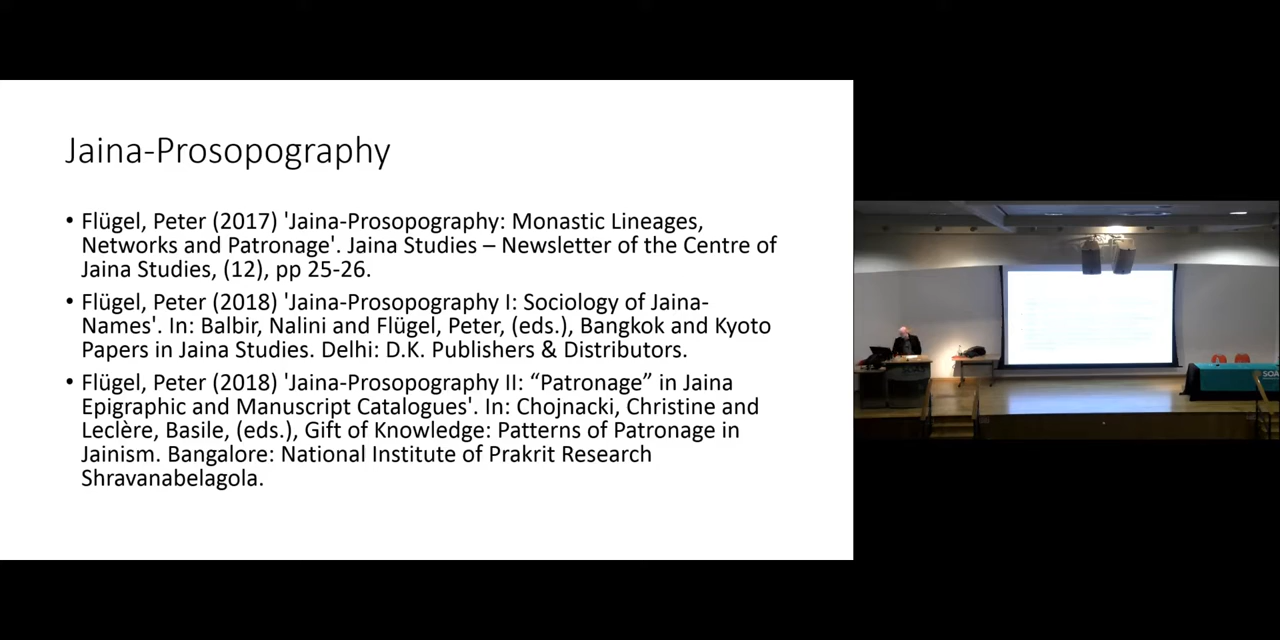 Jaina-Prosopography
• Flügel, Peter (2017) 'Jaina-Prosopography: Monastic Lineages,
Networks and Patronage'. Jaina Studies – Newsletter of the Centre of
Jaina Studies, (12), pp 25-26.
• Flügel, Peter (2018) 'Jaina-Prosopography I: Sociology of Jaina-
Names'. In: Balbir, Nalini and Flügel, Peter, (eds.), Bangkok and Kyoto
Papers in Jaina Studies. Delhi: D.K. Publishers & Distributors.
• Flügel, Peter (2018) 'Jaina-Prosopography II: “Patronage” in Jaina
Epigraphic and Manuscript Catalogues'. In: Chojnacki, Christine and
Leclère, Basile, (eds.), Gift of Knowledge: Patterns of Patronage in
Jainism. Bangalore: National Institute of Prakrit Research
Shravanabelagola.